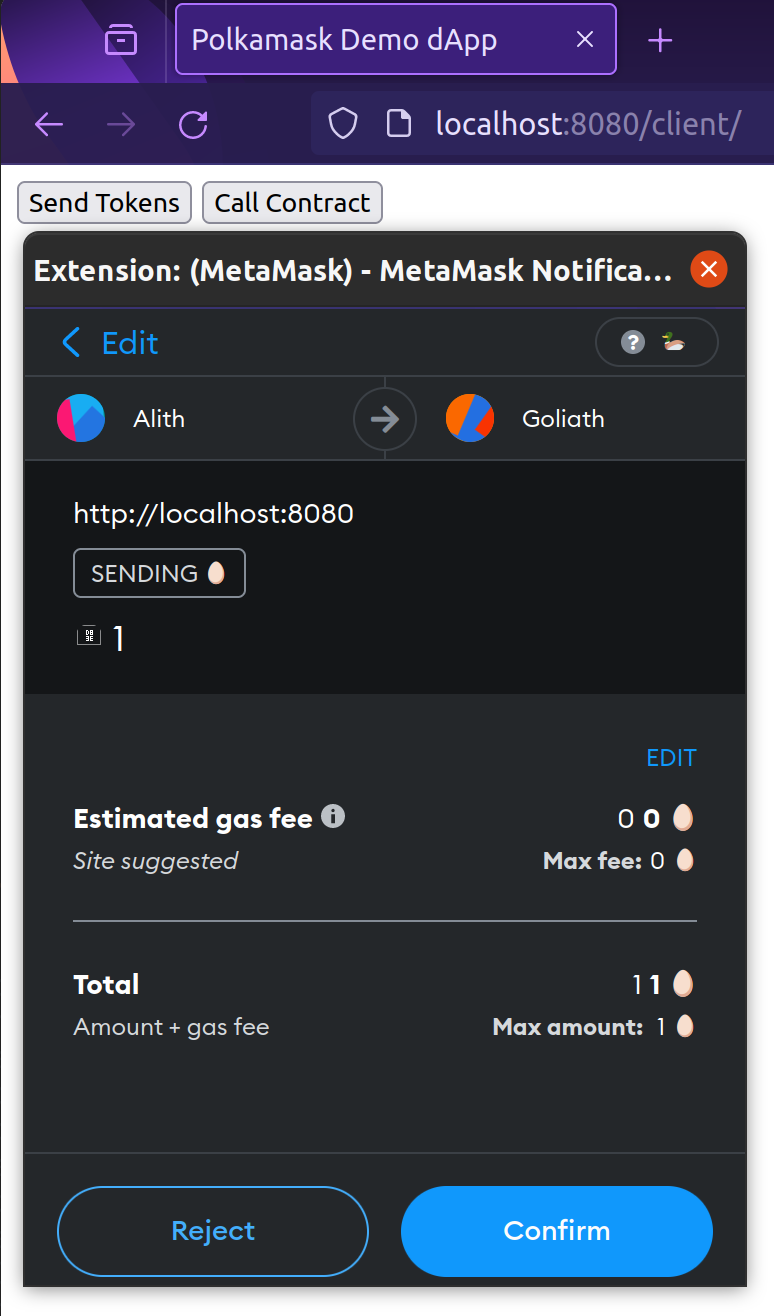 Polkamask Demo dApp
localhost:8080/client/
Send Tokens Call Contract
Extension: (MetaMask) - MetaMask Notifica...
Edit ? 🦆
Alith Goliath
http://localhost:8080
SENDING 🥚
1
EDIT
Estimated gas fee 0 0 🥚
Site suggested Max fee: 0 🥚
Total 1 1 🥚
Amount + gas fee Max amount: 1 🥚
Reject Confirm